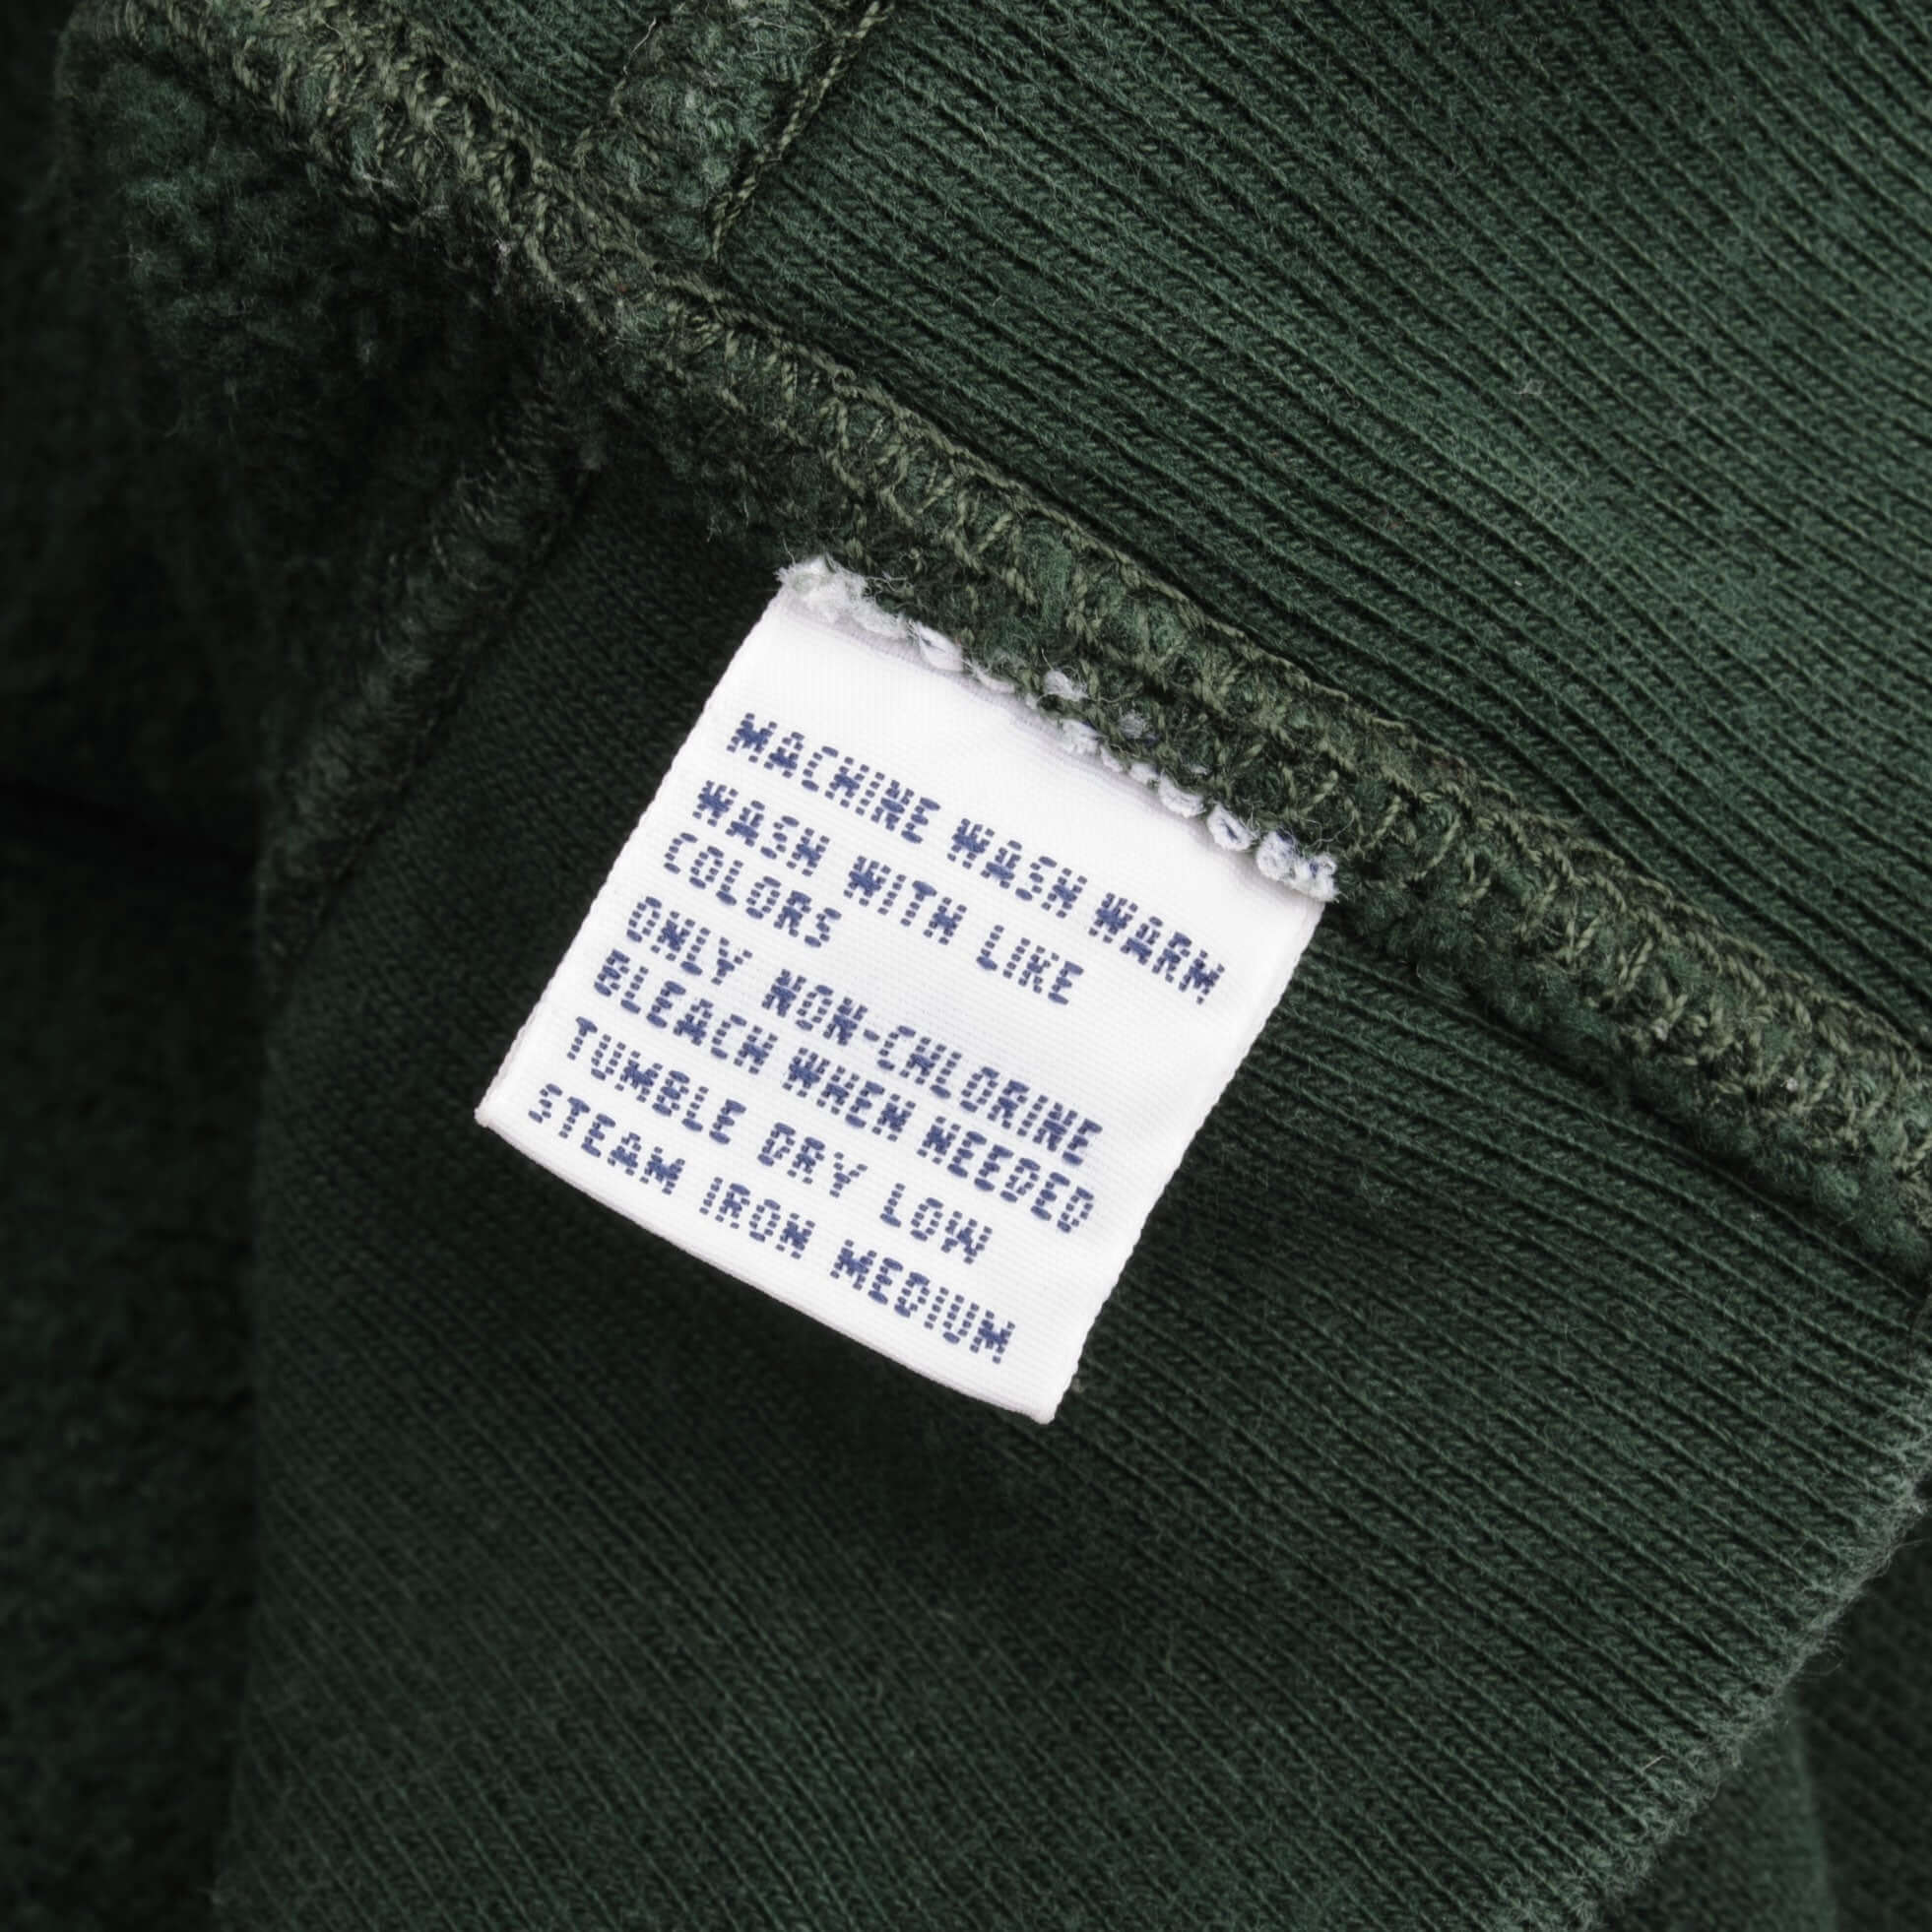 MACHINE WASH WARM
WASH WITH LIKE
COLORS
ONLY NON-CHLORINE
BLEACH WHEN NEEDED
TUMBLE DRY LOW
STEAM IRON MEDIUM